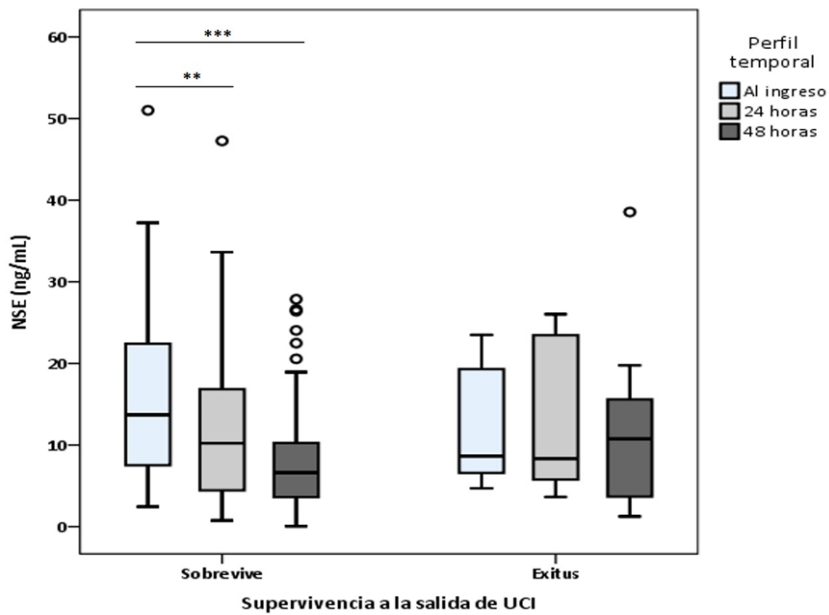 60
50
40
30
20
10
0
NSE (ng/mL)
***
**
Perfil
temporal
Al ingreso
24 horas
48 horas
Sobrevive
Exitus
Supervivencia a la salida de UCI